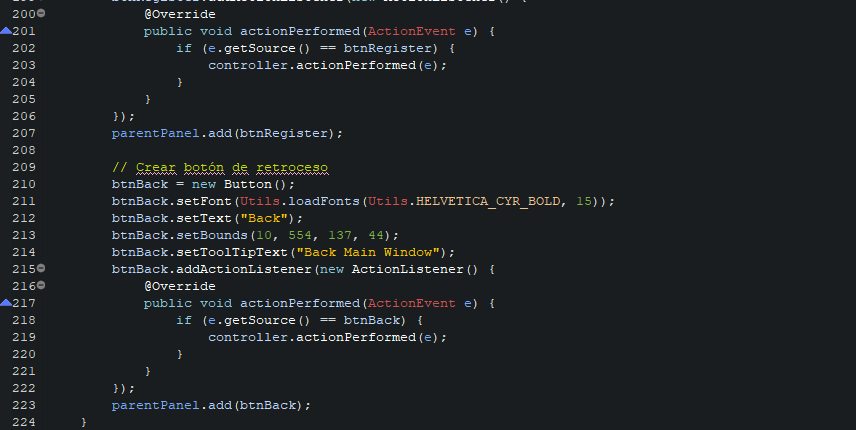 200 @Override
201 public void actionPerformed(ActionEvent e) {
202 if (e.getSource() == btnRegister) {
203 controller.actionPerformed(e);
204 }
205 }
206 });
207 parentPanel.add(btnRegister);
208
209 // Crear botón de retroceso
210 btnBack = new Button();
211 btnBack.setFont(Utils.loadFonts(Utils.HELVETICA_CYR_BOLD, 15));
212 btnBack.setText("Back");
213 btnBack.setBounds(10, 554, 137, 44);
214 btnBack.setToolTipText("Back Main Window");
215 btnBack.addActionListener(new ActionListener() {
216 @Override
217 public void actionPerformed(ActionEvent e) {
218 if (e.getSource() == btnBack) {
219 controller.actionPerformed(e);
220 }
221 }
222 });
223 parentPanel.add(btnBack);
224 }